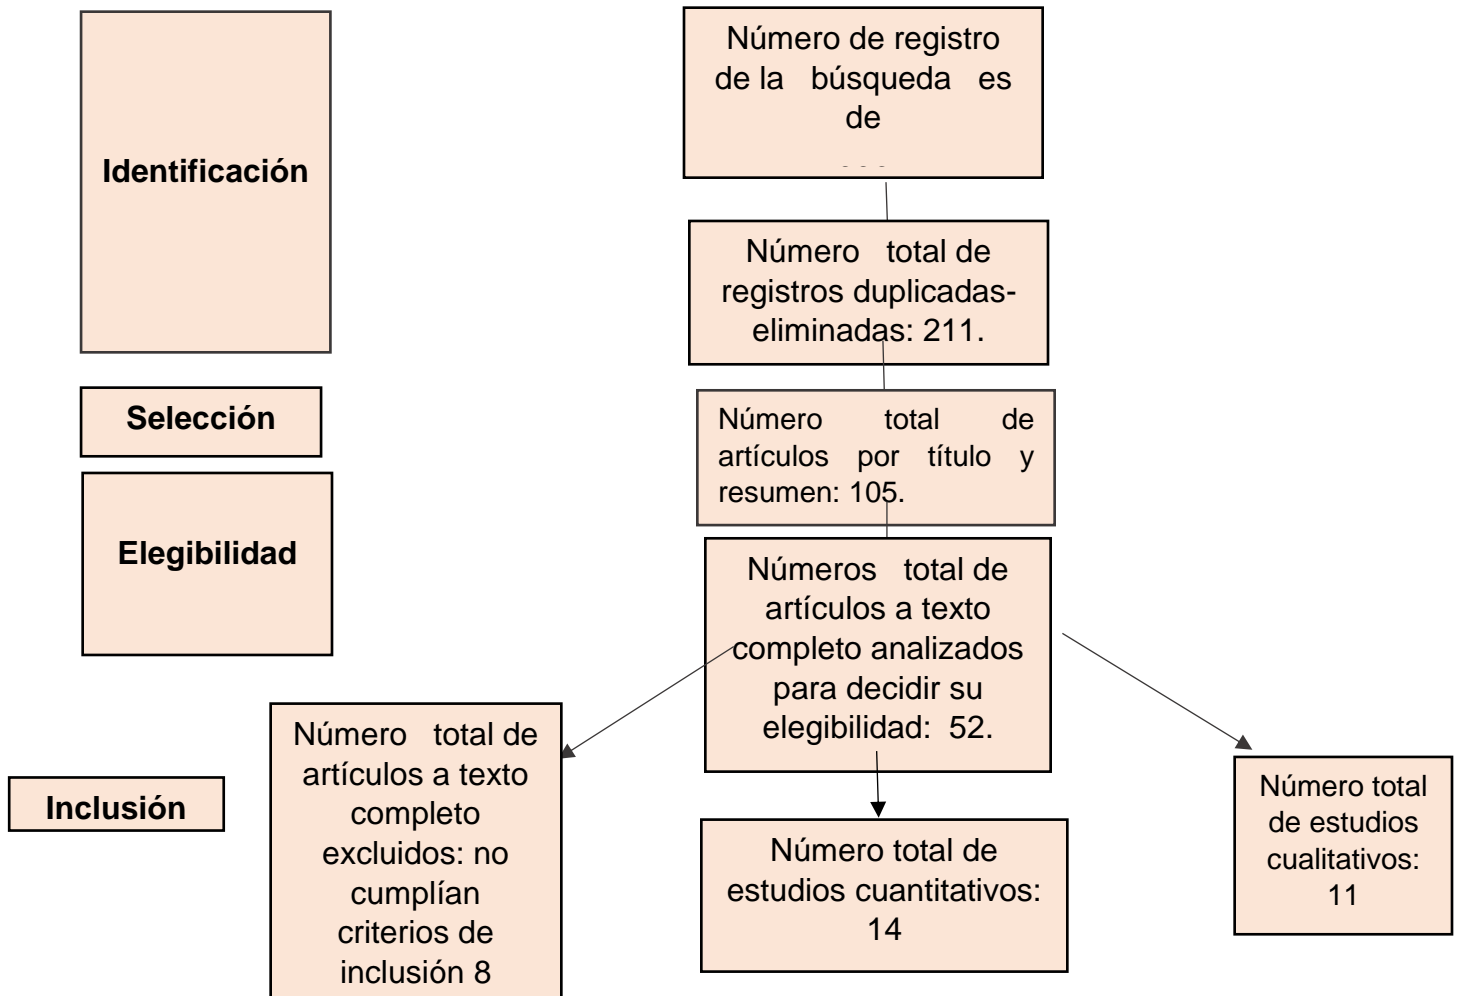 Identificación
Número de registro
de la búsqueda es
de
Número total de
registros duplicadas-
eliminadas: 211.
Selección
Número total de
artículos por título y
resumen: 105.
Elegibilidad
Números total de
artículos a texto
completo analizados
para decidir su
elegibilidad: 52.
Inclusión
Número total de
artículos a texto
completo
excluidos: no
cumplían
criterios de
inclusión 8
Número total de
estudios cuantitativos:
14
Número total
de estudios
cualitativos:
11